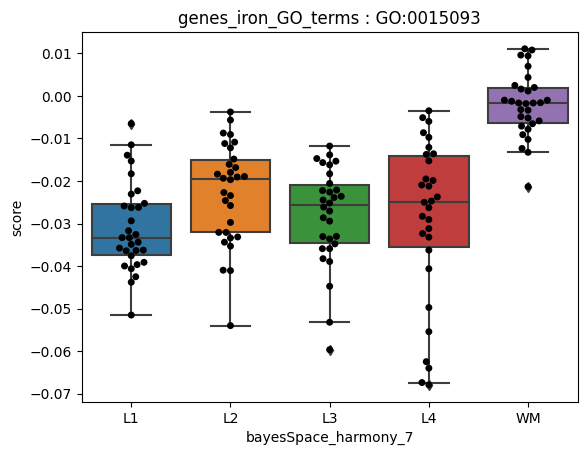 genes_iron_GO_terms : GO:0015093
score
0.01
0.00
−0.01
−0.02
−0.03
−0.04
−0.05
−0.06
−0.07
L1 L2 L3 L4 WM
bayesSpace_harmony_7